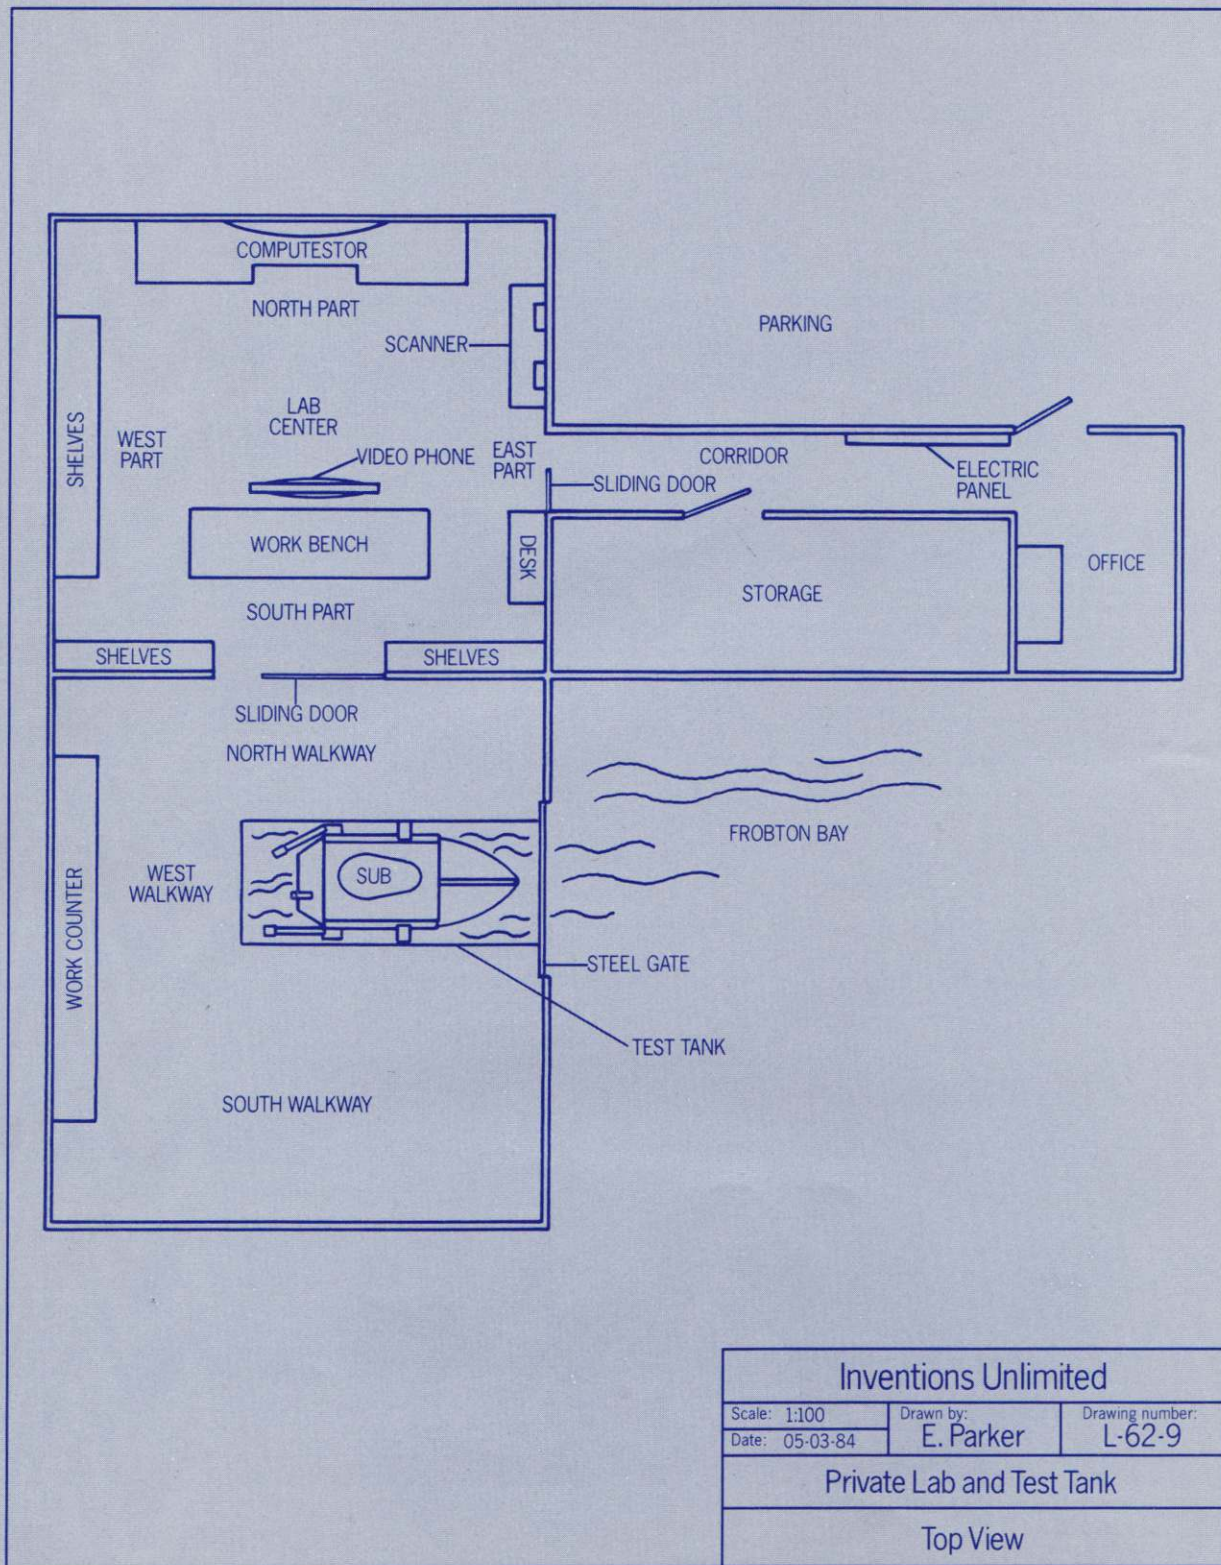 COMPUTESTOR
NORTH PART
SCANNER
PARKING
SHELVES
WEST
PART
LAB
CENTER
VIDEO PHONE
EAST
PART
CORRIDOR
SLIDING DOOR
ELECTRIC
PANEL
WORK BENCH
DESK
STORAGE
OFFICE
SOUTH PART
SHELVES
SHELVES
SLIDING DOOR
NORTH WALKWAY
FROBTON BAY
WORK COUNTER
WEST
WALKWAY
SUB
STEEL GATE
TEST TANK
SOUTH WALKWAY
Inventions Unlimited
Scale: 1:100
Date: 05-03-84
Drawn by:
E. Parker
Drawing number:
L-62-9
Private Lab and Test Tank
Top View